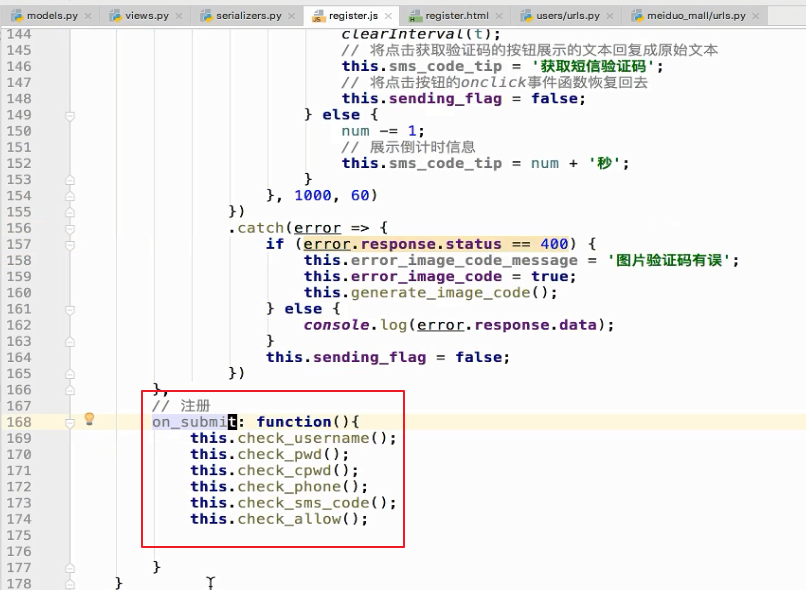 models.py × views.py × serializers.py × register.js × register.html × users/urls.py × meiduo_mall/urls.py ×
144 clearInterval(t);
145 // 将点击获取验证码的按钮展示的文本回复成原始文本
146 this.sms_code_tip = '获取短信验证码';
147 // 将点击按钮的onclick事件函数恢复回去
148 this.sending_flag = false;
149 } else {
150 num -= 1;
151 // 展示倒计时信息
152 this.sms_code_tip = num + '秒';
153 }
154 }, 1000, 60)
155 })
156 .catch(error => {
157 if (error.response.status == 400) {
158 this.error_image_code_message = '图片验证码有误';
159 this.error_image_code = true;
160 this.generate_image_code();
161 } else {
162 console.log(error.response.data);
163 }
164 this.sending_flag = false;
165 })
166 },
167 // 注册
168 on_submit: function(){
169 this.check_username();
170 this.check_pwd();
171 this.check_cpwd();
172 this.check_phone();
173 this.check_sms_code();
174 this.check_allow();
175
176
177 }
178 }